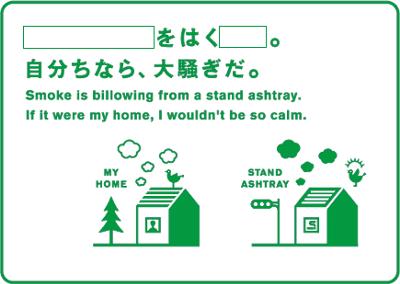 をはく。
自分ちなら、大騒ぎだ。
Smoke is billowing from a stand ashtray.
If it were my home, I wouldn't be so calm.
MY HOME
STAND ASHTRAY
S